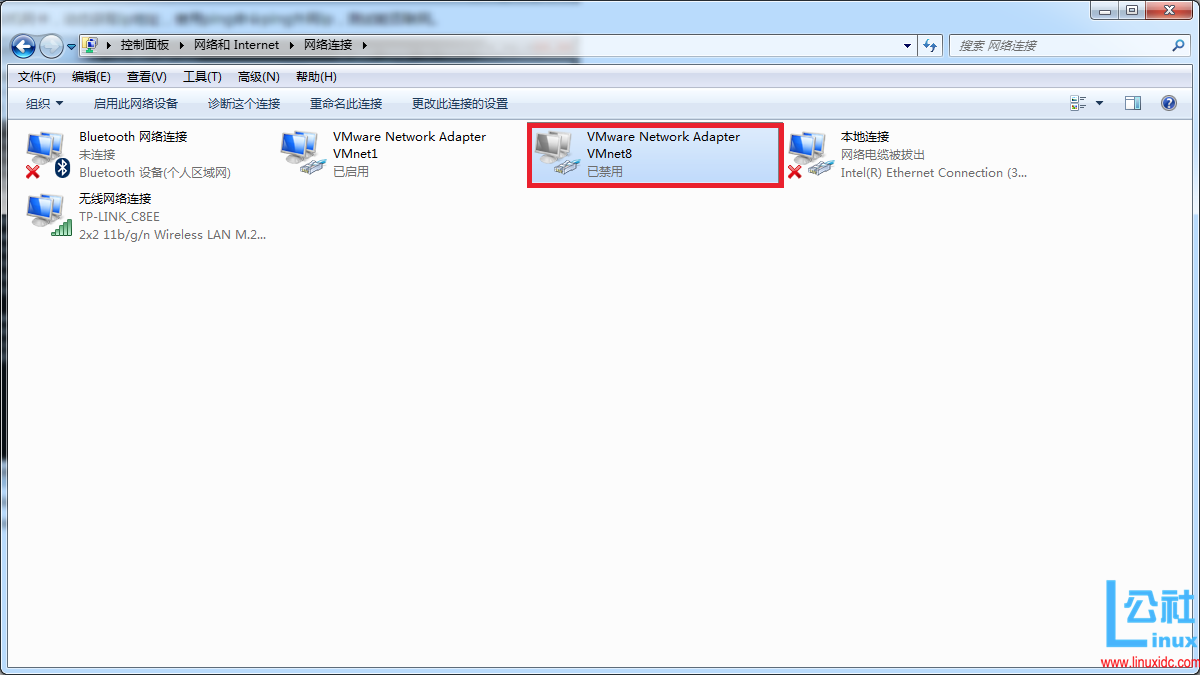 控制面板 网络和 Internet 网络连接
搜索 网络连接
文件(F) 编辑(E) 查看(V) 工具(T) 高级(N) 帮助(H)
组织 启用此网络设备 诊断这个连接 重命名此连接 更改此连接的设置
Bluetooth 网络连接
未连接
Bluetooth 设备(个人区域网)
VMware Network Adapter
VMnet1
已启用
VMware Network Adapter
VMnet8
已禁用
本地连接
网络电缆被拔出
Intel(R) Ethernet Connection (3...
无线网络连接
TP-LINK_C8EE
2x2 11b/g/n Wireless LAN M.2...
Linux
公社
www.linuxidc.com